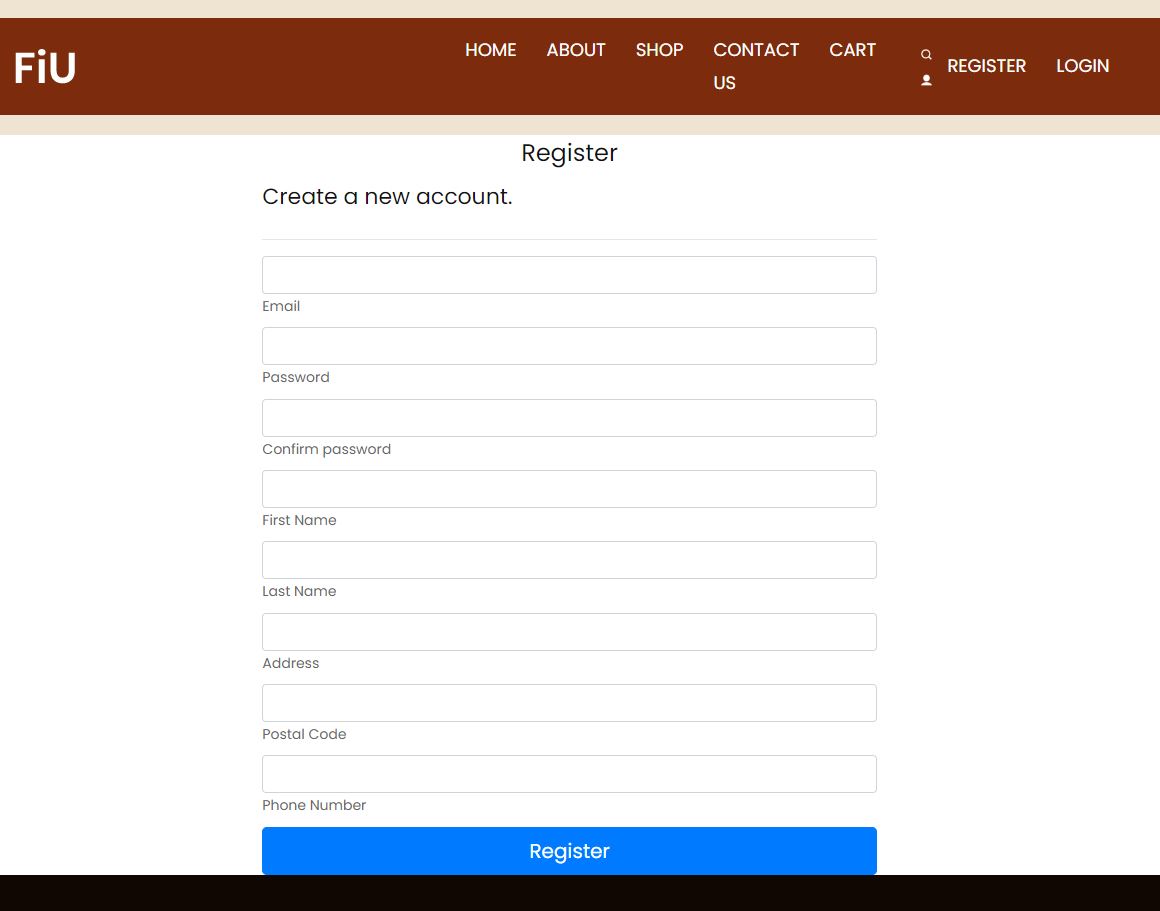 FiU
HOME ABOUT SHOP CONTACT US CART
REGISTER LOGIN
Register
Create a new account.
Email
Password
Confirm password
First Name
Last Name
Address
Postal Code
Phone Number
Register